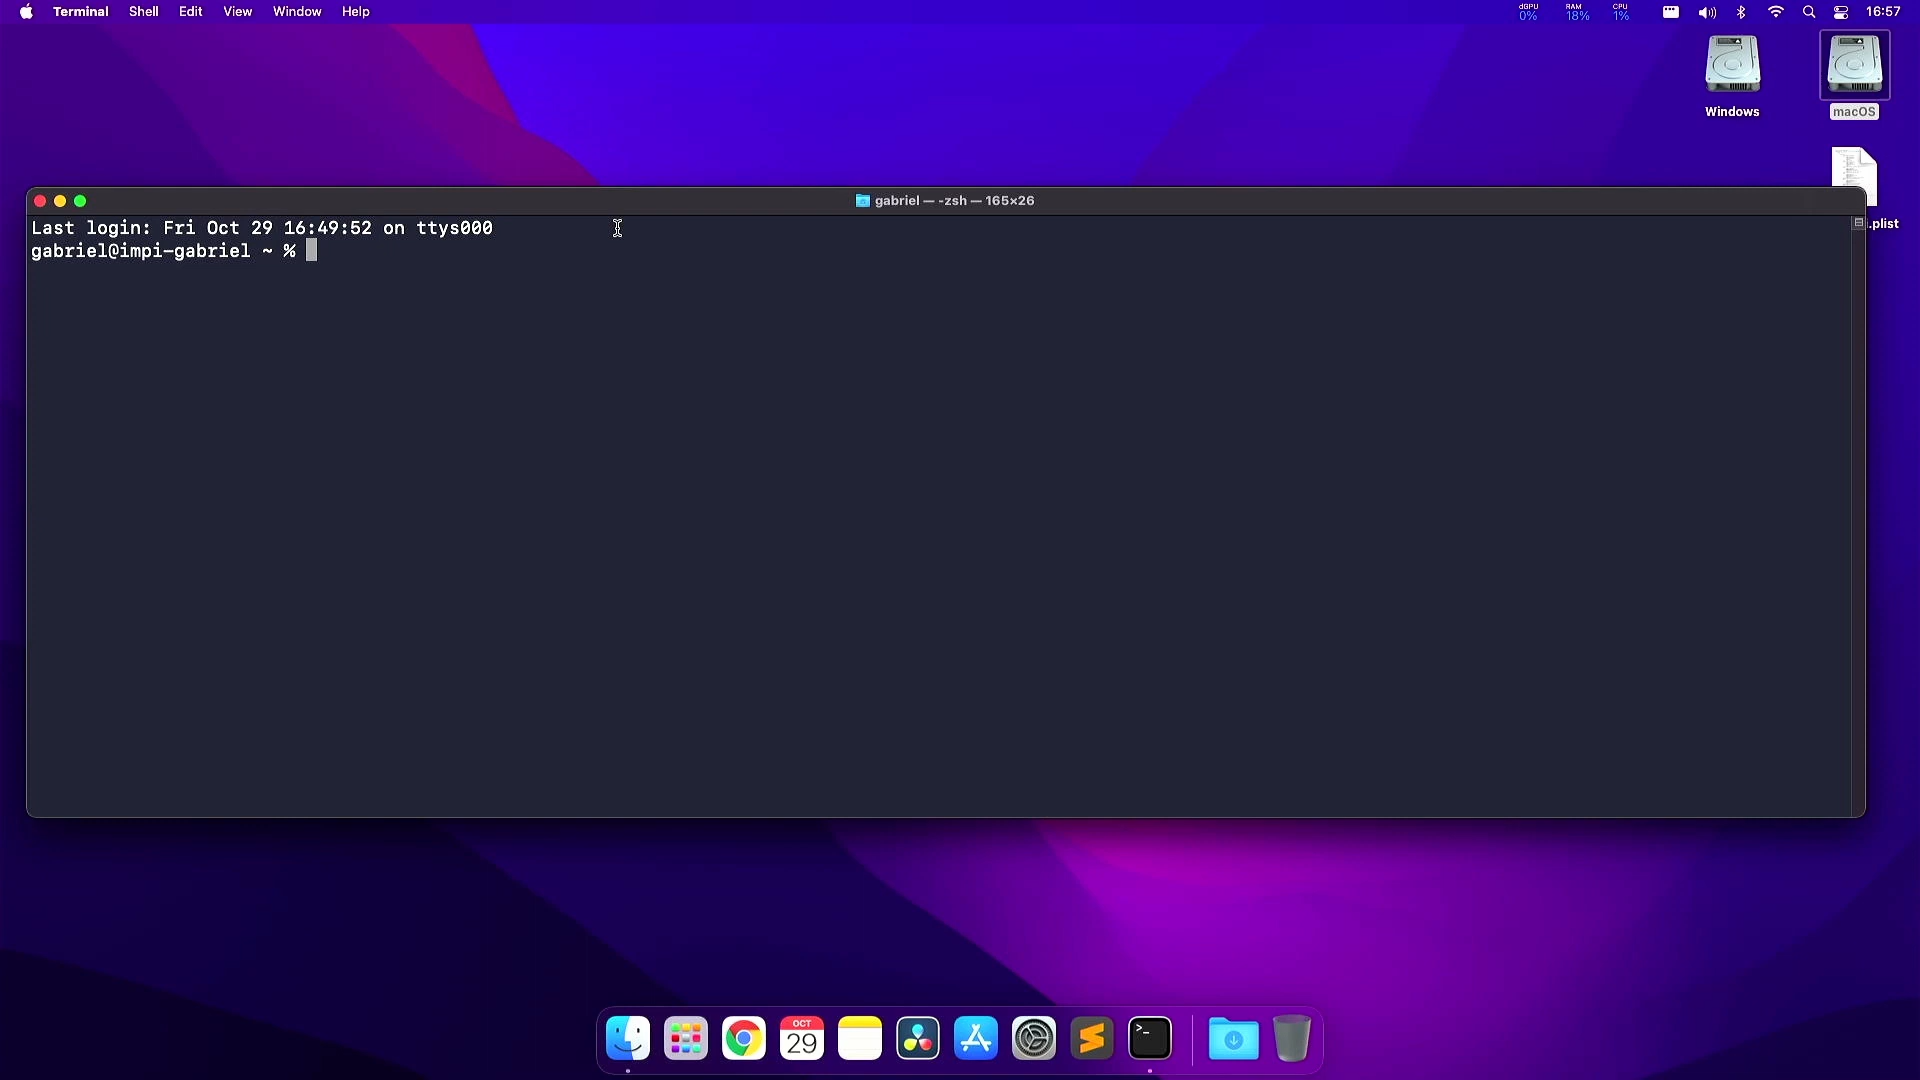 Terminal Shell Edit View Window Help dGPU 0% RAM 18% CPU 1% 16:57
Windows
macOS
gabriel — -zsh — 165×26
Last login: Fri Oct 29 16:49:52 on ttys000
i.plist
gabriel@impi-gabriel ~ %
OCT
29
>_